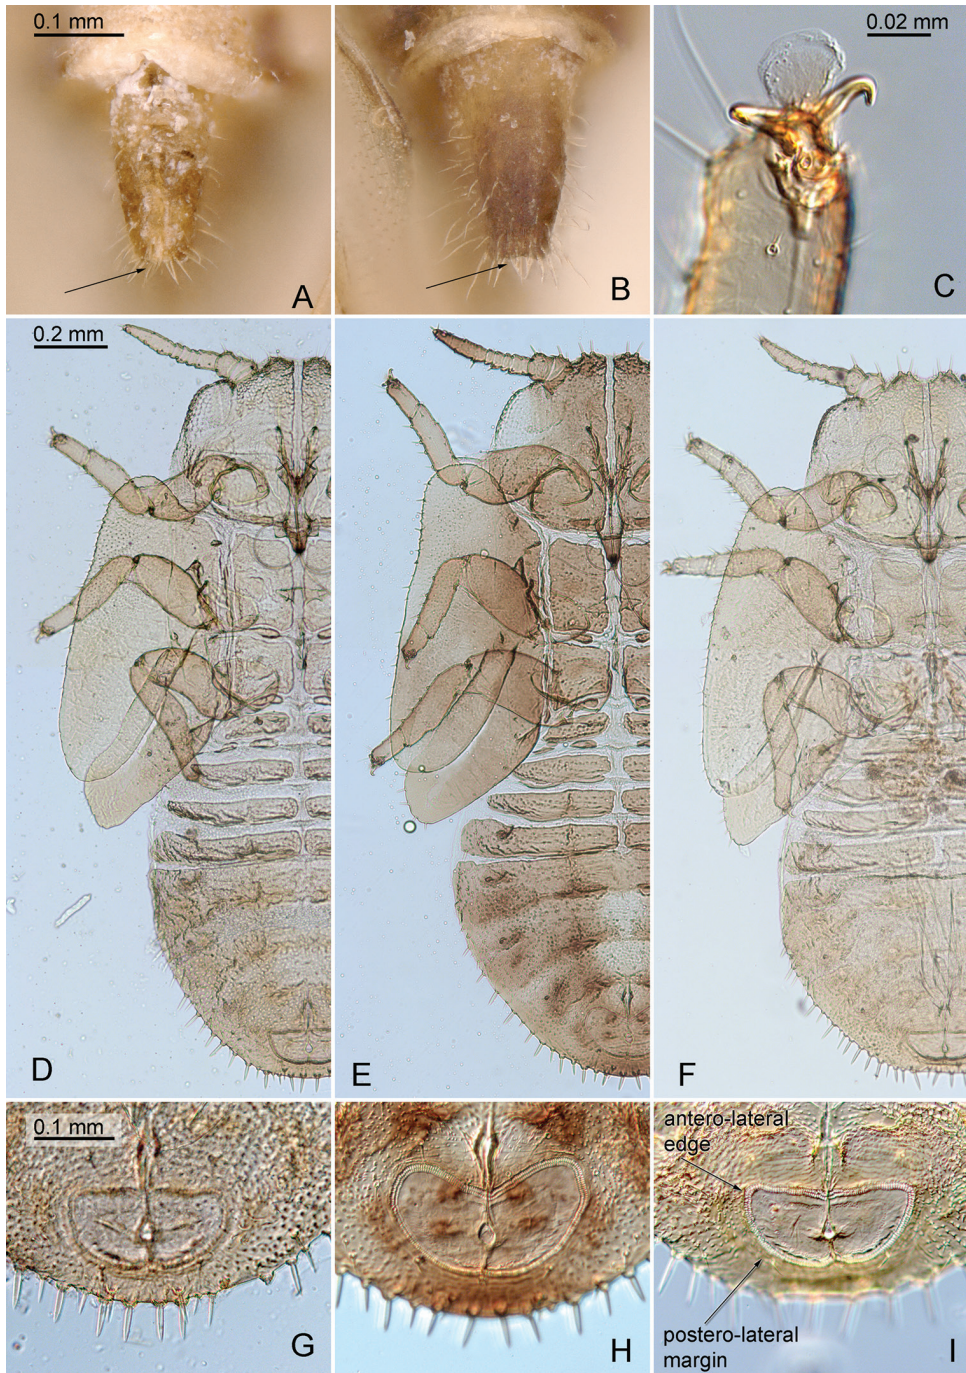 0.1 mm
A
B
0.02 mm
C
0.2 mm
D
E
F
0.1 mm
G
H
antero-lateral
edge
postero-lateral
margin
I